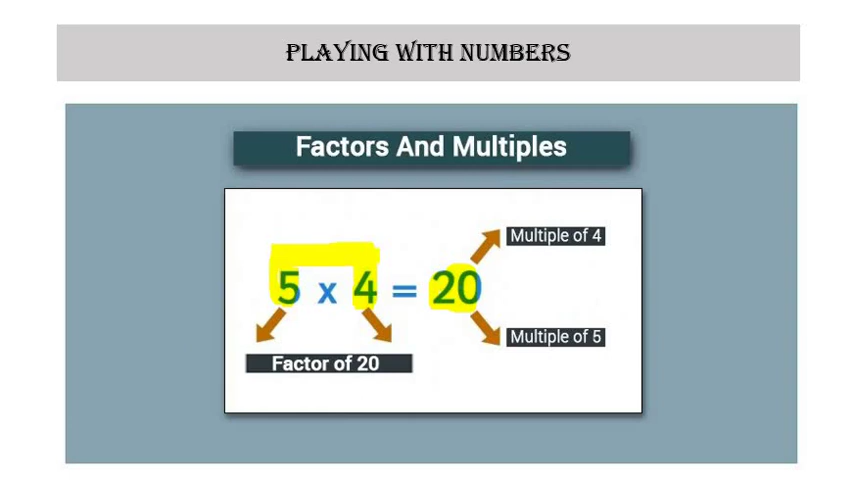 PLAYING WITH NUMBERS
Factors And Multiples
Multiple of 4
5 x 4 = 20
Multiple of 5
Factor of 20